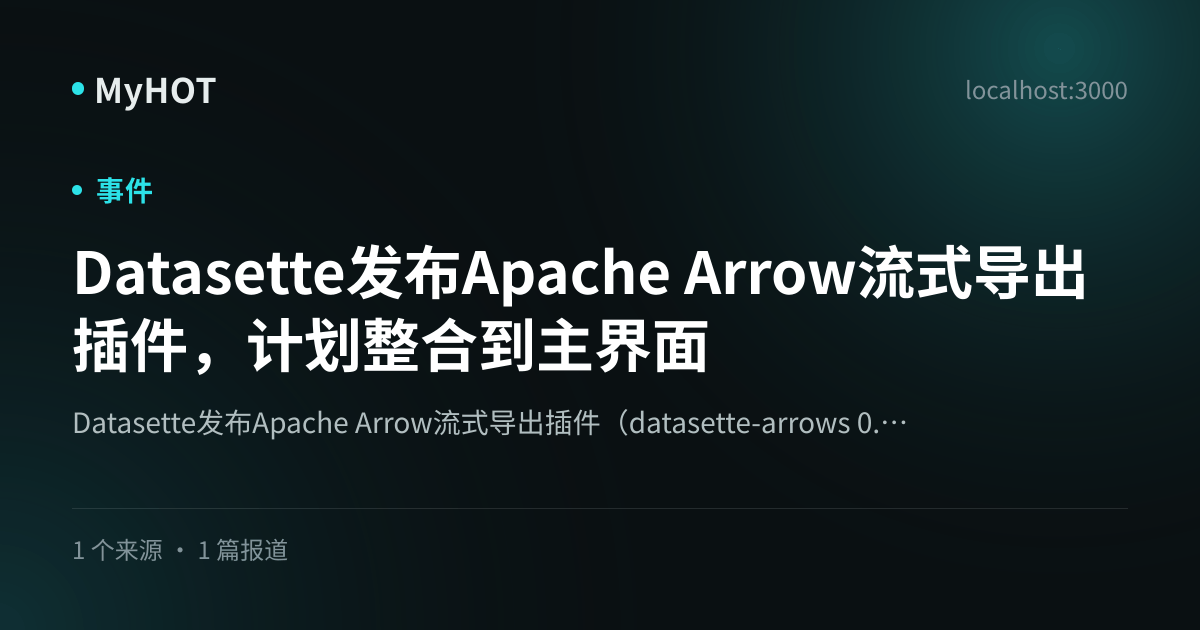 MyHOT
localhost:3000
事件
Datasette发布Apache Arrow流式导出
插件，计划整合到主界面
Datasette发布Apache Arrow流式导出插件（datasette-arrows 0.…
1 个来源 · 1 篇报道